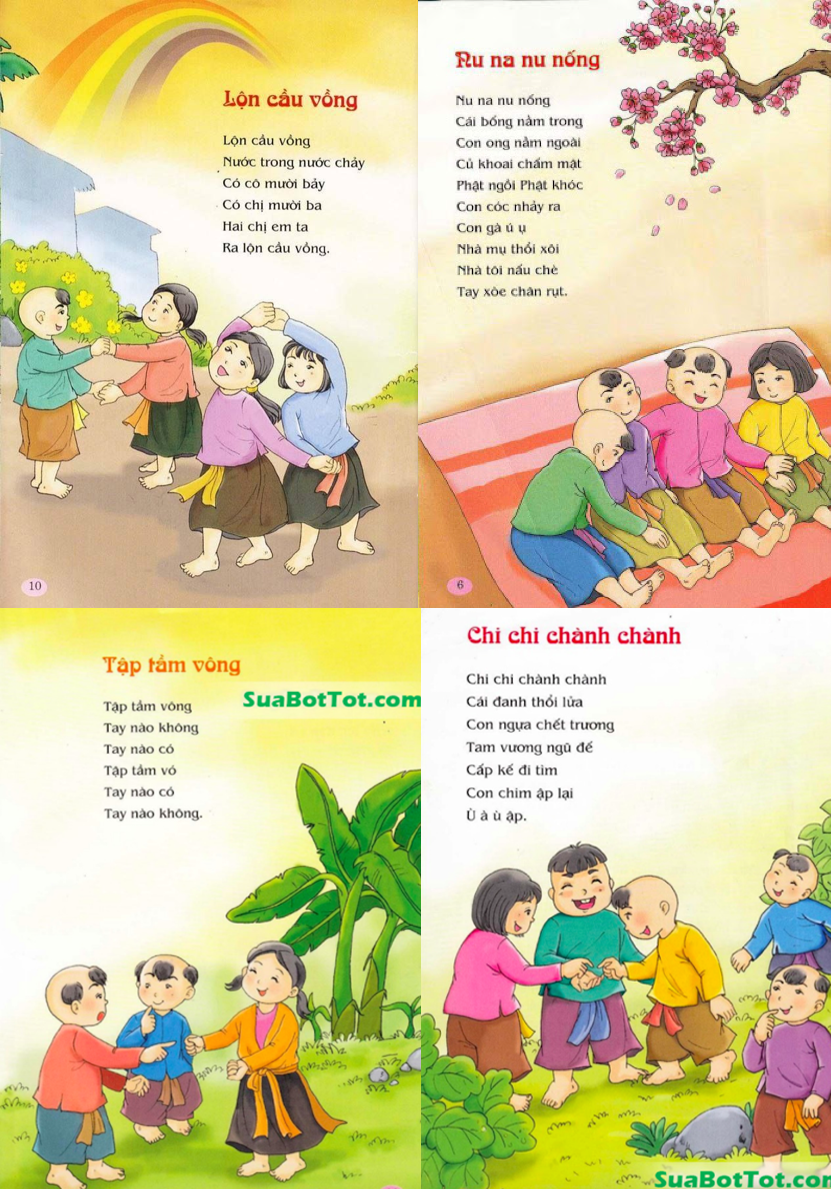 Lộn cầu vồng
Lộn cầu vồng
Nước trong nước chảy
Có cô mười bảy
Có chị mười ba
Hai chị em ta
Ra lộn cầu vồng.
10
Nu na nu nống
Nu na nu nống
Cái bống nằm trong
Con ong nằm ngoài
Củ khoai chấm mật
Phật ngồi Phật khóc
Con cóc nhảy ra
Con gà ú ụ
Nhà mụ thổi xôi
Nhà tôi nấu chè
Tay xòe chân rụt.
6
Tập tầm vông
SuaBotTot.com
Tập tầm vông
Tay nào không
Tay nào có
Tập tầm vó
Tay nào có
Tay nào không.
Chi chi chành chành
Chi chi chành chành
Cái đanh thổi lửa
Con ngựa chết trương
Tam vương ngũ đế
Cấp kế đi tìm
Con chim ập lại
Ù à ù ập.
SuaBotTot.com